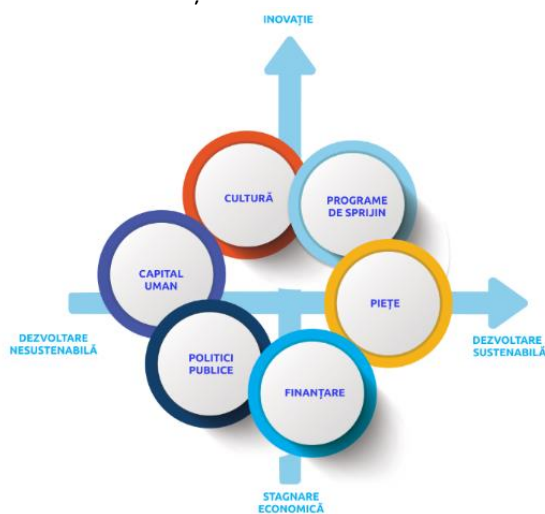 INOVAȚIE
CULTURĂ
PROGRAME
DE SPRIJIN
CAPITAL
UMAN
PIEȚE
DEZVOLTARE
NESUSTENABILĂ
DEZVOLTARE
SUSTENABILĂ
POLITICI
PUBLICE
FINANȚARE
STAGNARE
ECONOMICĂ